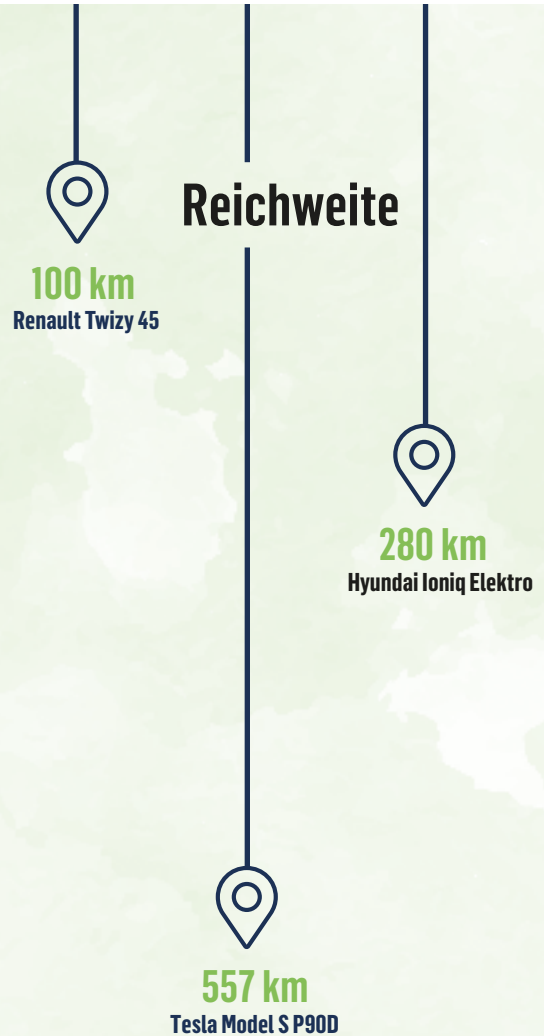 Reichweite
100 km
Renault Twizy 45
280 km
Hyundai Ioniq Elektro
557 km
Tesla Model S P90D